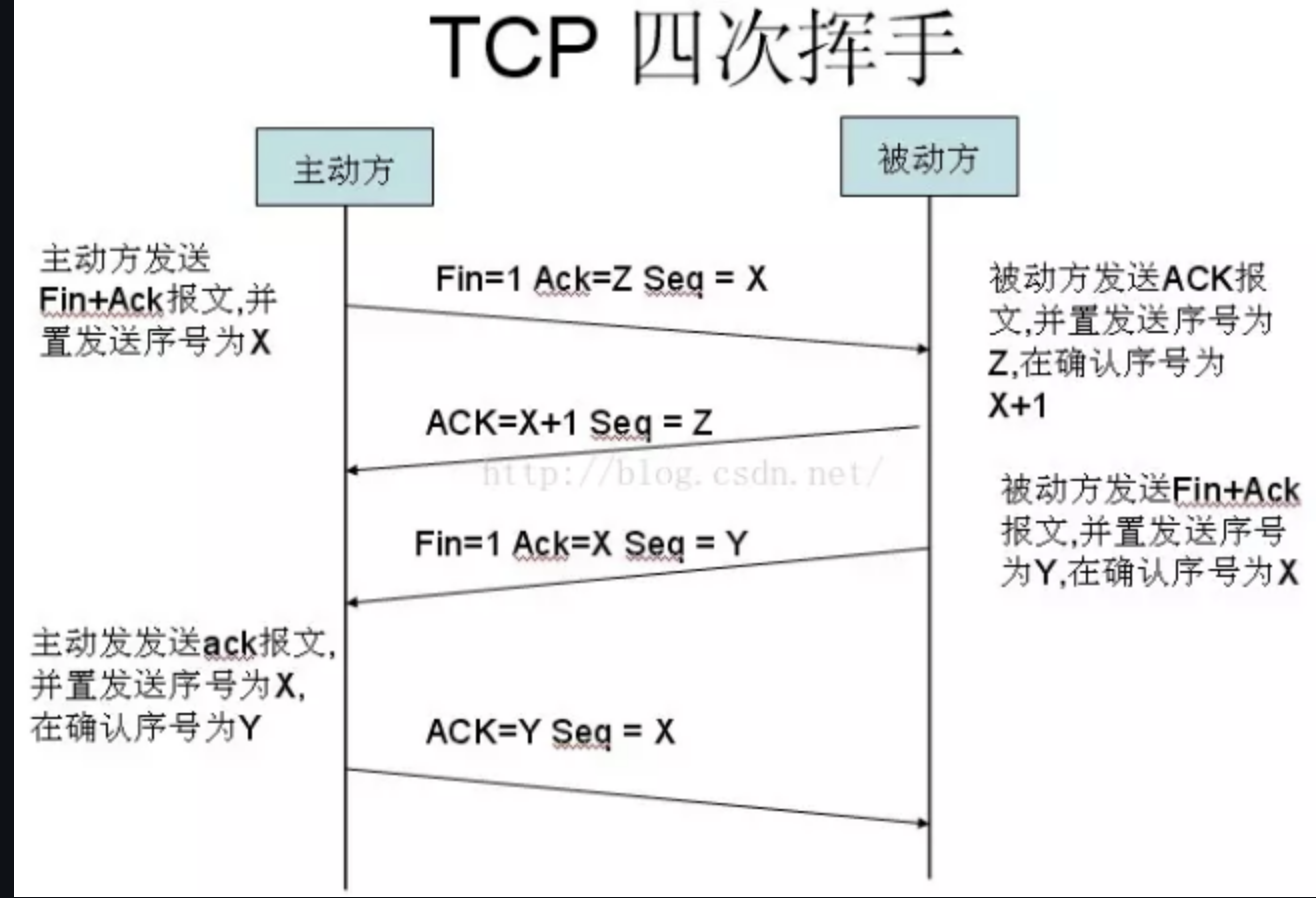 TCP 四次挥手
主动方
被动方
主动方发送
Fin+Ack报文,并
置发送序号为X
Fin=1 Ack=Z Seq = X
被动方发送ACK报
文,并置发送序号为
Z,在确认序号为
X+1
ACK=X+1 Seq = Z
http://blog.csdn.net/
被动方发送Fin+Ack
报文,并置发送序号
为Y,在确认序号为X
Fin=1 Ack=X Seq = Y
主动发发送ack报文,
并置发送序号为X,
在确认序号为Y
ACK=Y Seq = X